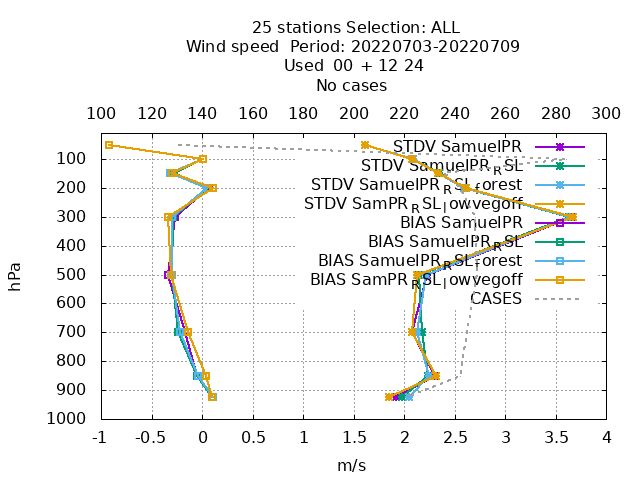 25 stations Selection: ALL
Wind speed  Period: 20220703-20220709
Used  00 + 12 24
No cases
100 120 140 160 180 200 220 240 260 280 300
STDV SamuelPR
STDV SamuelPR_RSL
STDV SamuelPR_RSL_forest
STDV SamPR_RSL_lowvegoff
BIAS SamuelPR
BIAS SamuelPR_RSL
BIAS SamuelPR_RSL_forest
BIAS SamPR_RSL_lowvegoff
CASES
100
200
300
400
500
600
700
800
900
1000
hPa
-1 -0.5 0 0.5 1 1.5 2 2.5 3 3.5 4
m/s